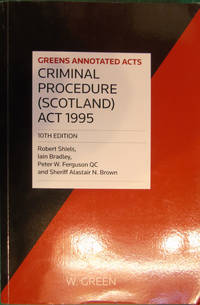 GREENS ANNOTATED ACTS
CRIMINAL
PROCEDURE
(SCOTLAND)
ACT 1995
10TH EDITION
Robert Shiels,
Iain Bradley,
Peter W. Ferguson QC
and Sheriff Alastair N. Brown
W. GREEN